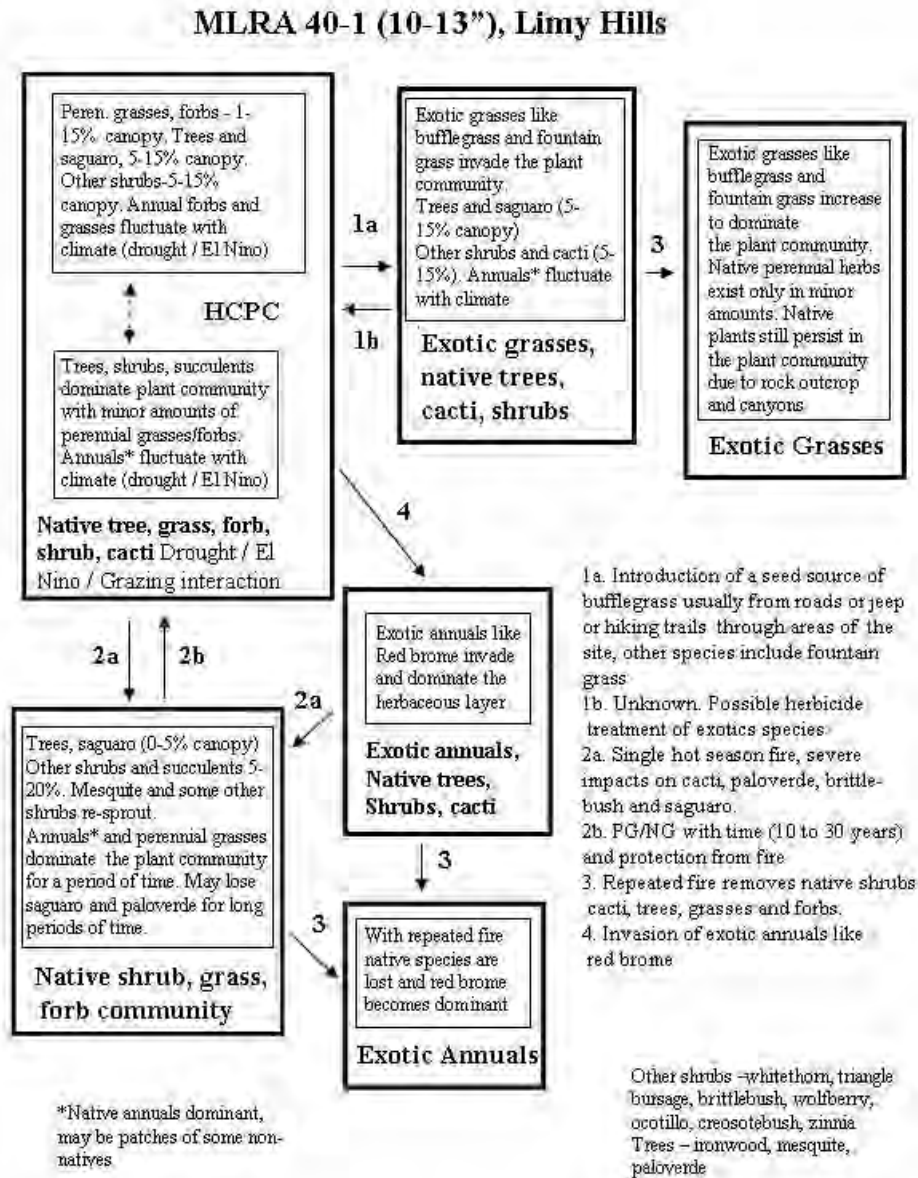 MLRA 40-1 (10-13”), Limy Hills
Peren. grasses, forbs - 1-
15% canopy. Trees and
saguaro, 5-15% canopy.
Other shrubs-5-15%
canopy. Annual forbs and
grasses fluctuate with
climate (drought / El Nino)
HCPC
Trees, shrubs, succulents
dominate plant community
with minor amounts of
perennial grasses/forbs.
Annuals* fluctuate with
climate (drought / El Nino)
Native tree, grass, forb,
shrub, cacti Drought / El
Nino / Grazing interaction
1a
1b
Exotic grasses like
bufflegrass and fountain
grass invade the plant
community.
Trees and saguaro (5-
15% canopy)
Other shrubs and cacti (5-
15%). Annuals* fluctuate
with climate
Exotic grasses,
native trees,
cacti, shrubs
3
Exotic grasses like
bufflegrass and
fountain grass increase
to dominate
the plant community.
Native perennial herbs
exist only in minor
amounts. Native
plants still persist in
the plant community
due to rock outcrop
and canyons
Exotic Grasses
4
2a
2b
Exotic annuals like
Red brome invade
and dominate the
herbaceous layer
Exotic annuals,
Native trees,
Shrubs, cacti
2a
Trees, saguaro (0-5% canopy)
Other shrubs and succulents 5-
20%. Mesquite and some other
shrubs re-sprout.
Annuals* and perennial grasses
dominate the plant community
for a period of time. May lose
saguaro and paloverde for long
periods of time.
Native shrub, grass,
forb community
3
3
With repeated fire
native species are
lost and red brome
becomes dominant
Exotic Annuals
1a. Introduction of a seed source of
bufflegrass usually from roads or jeep
or hiking trails through areas of the
site, other species include fountain
grass
1b. Unknown. Possible herbicide
treatment of exotics species
2a. Single hot season fire, severe
impacts on cacti, paloverde, brittle-
bush and saguaro.
2b. PG/NG with time (10 to 30 years)
and protection from fire
3. Repeated fire removes native shrubs
cacti, trees, grasses and forbs.
4. Invasion of exotic annuals like
red brome
*Native annuals dominant,
may be patches of some non-
natives
Other shrubs –whitethorn, triangle
bursage, brittlebush, wolfberry,
ocotillo, creosotebush, zinnia
Trees – ironwood, mesquite,
paloverde